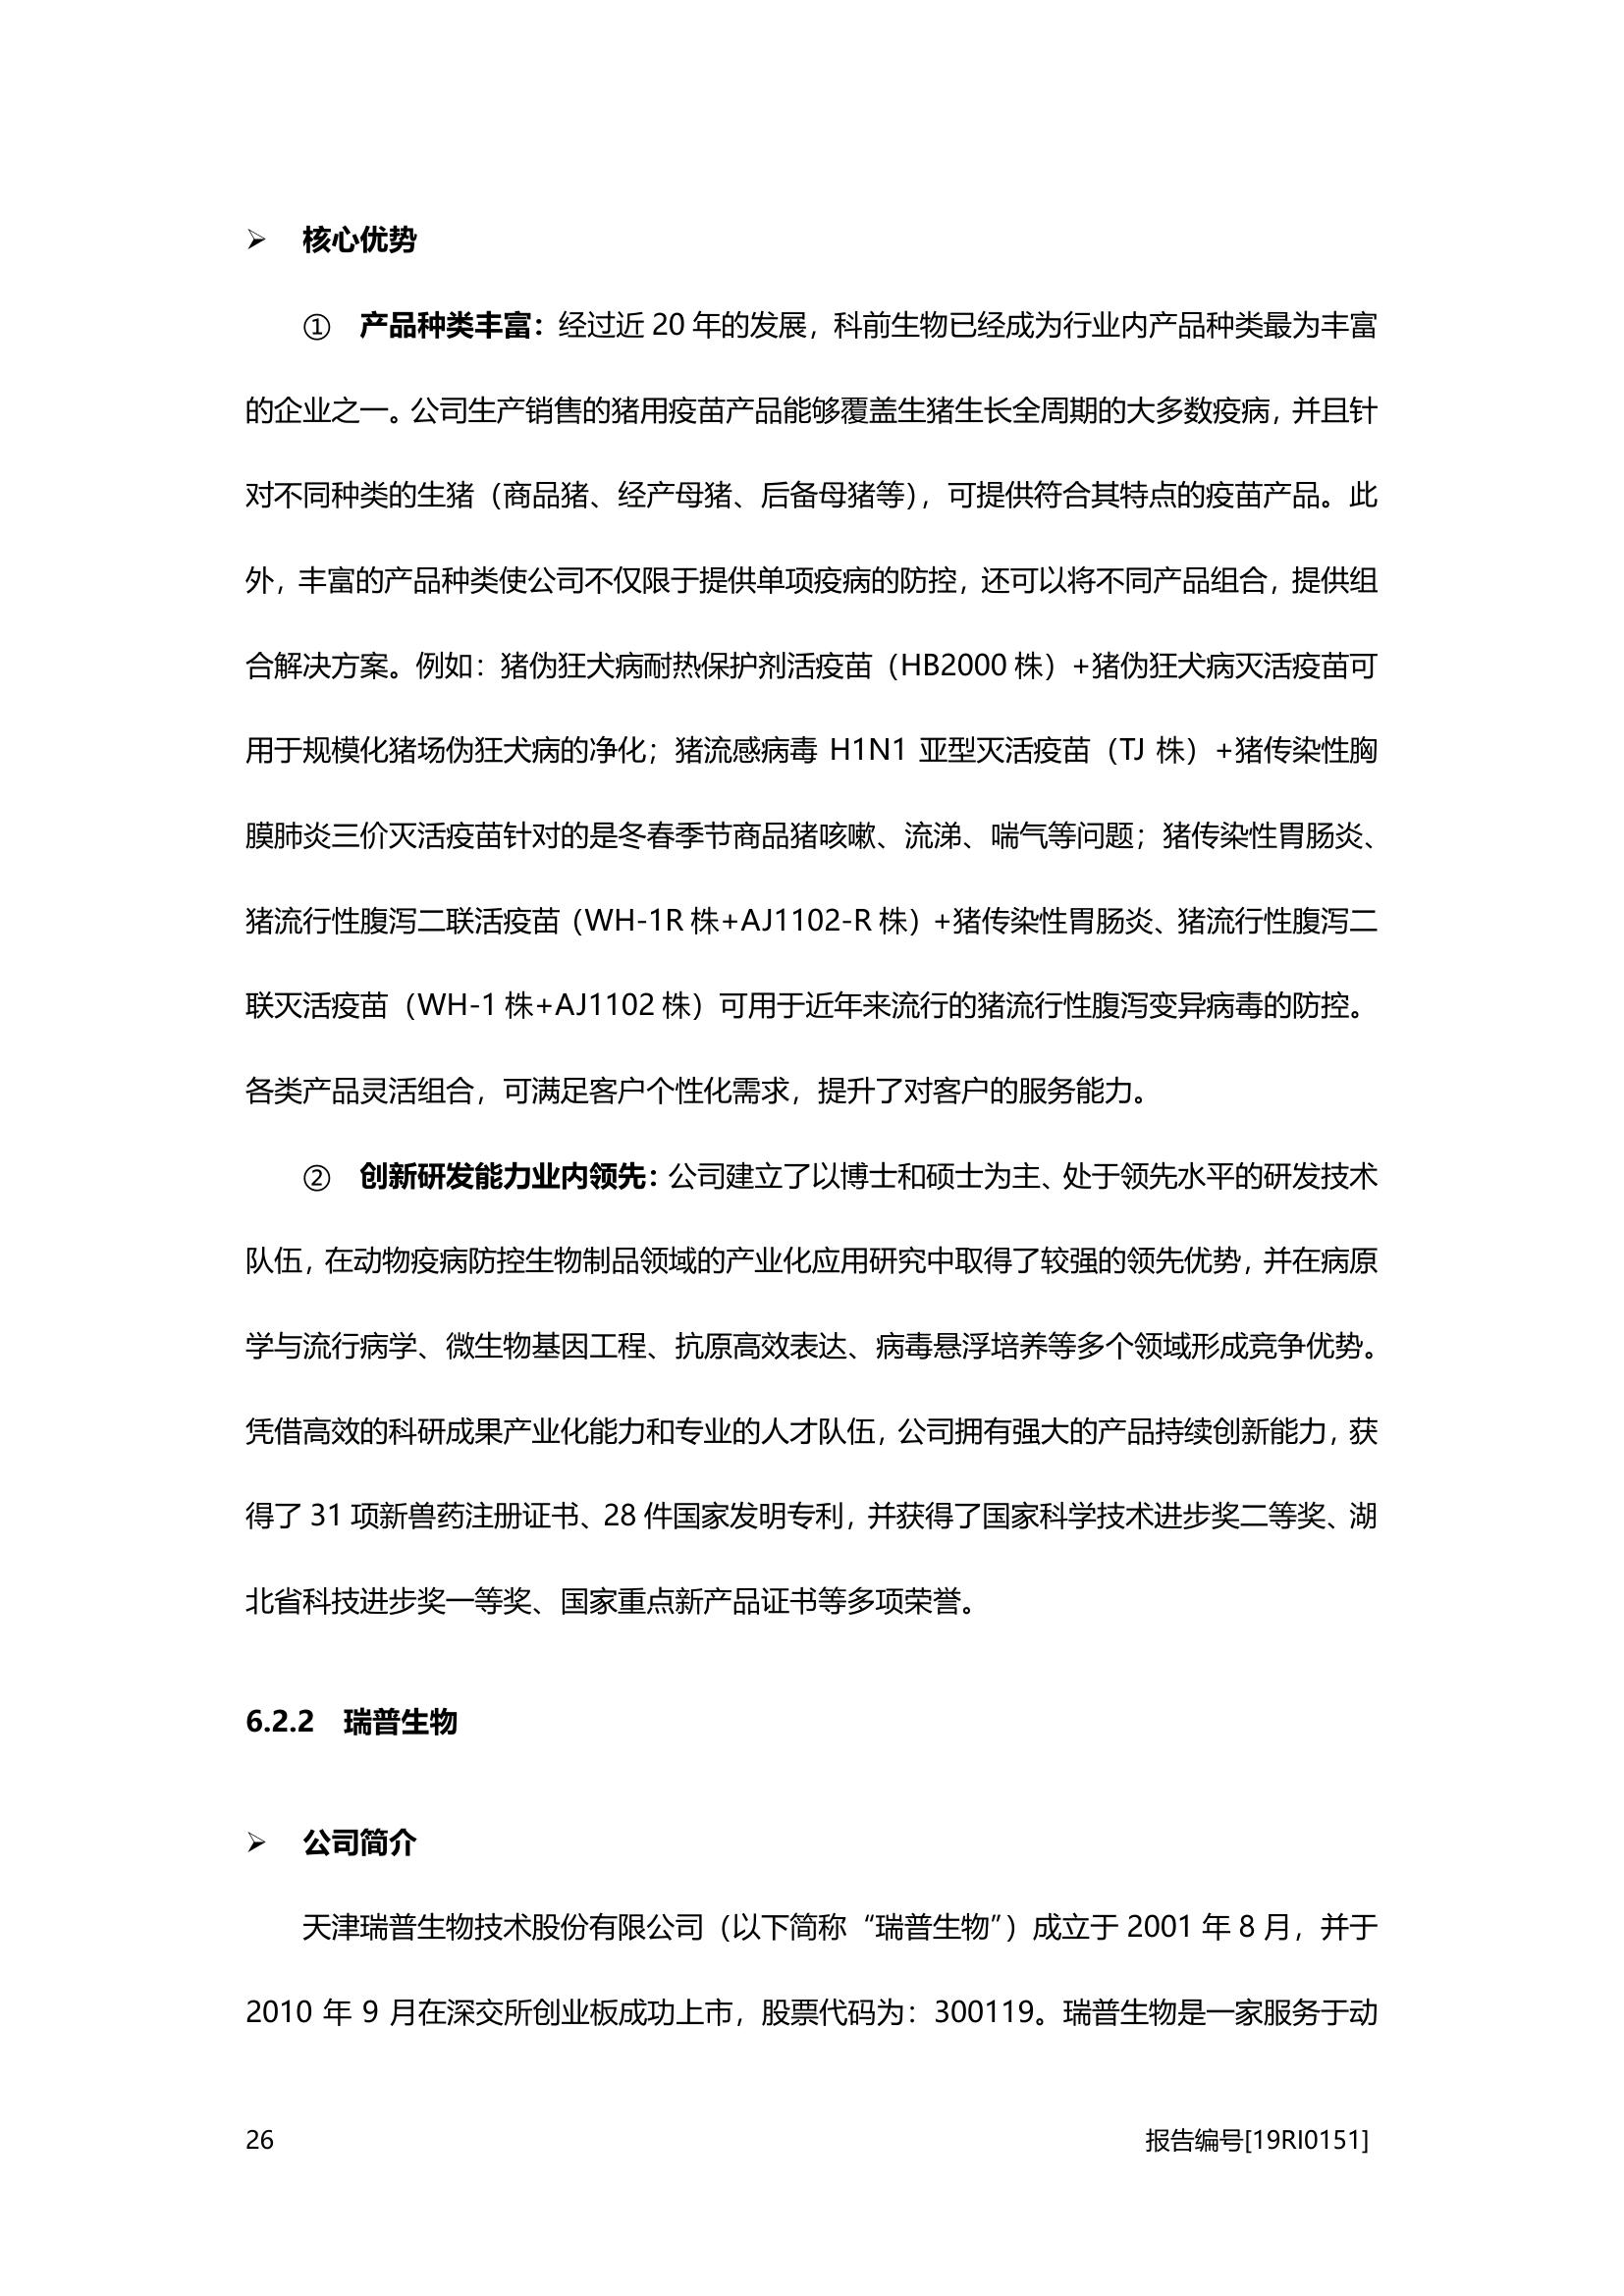 ➢ 核心优势
① 产品种类丰富：经过近 20 年的发展，科前生物已经成为行业内产品种类最为丰富
的企业之一。公司生产销售的猪用疫苗产品能够覆盖生猪生长全周期的大多数疫病，并且针
对不同种类的生猪（商品猪、经产母猪、后备母猪等），可提供符合其特点的疫苗产品。此
外，丰富的产品种类使公司不仅限于提供单项疫病的防控，还可以将不同产品组合，提供组
合解决方案。例如：猪伪狂犬病耐热保护剂活疫苗（HB2000 株）+猪伪狂犬病灭活疫苗可
用于规模化猪场伪狂犬病的净化；猪流感病毒 H1N1 亚型灭活疫苗（TJ 株）+猪传染性胸
膜肺炎三价灭活疫苗针对的是冬春季节商品猪咳嗽、流涕、喘气等问题；猪传染性胃肠炎、
猪流行性腹泻二联活疫苗（WH-1R 株+AJ1102-R 株）+猪传染性胃肠炎、猪流行性腹泻二
联灭活疫苗（WH-1 株+AJ1102 株）可用于近年来流行的猪流行性腹泻变异病毒的防控。
各类产品灵活组合，可满足客户个性化需求，提升了对客户的服务能力。
② 创新研发能力业内领先：公司建立了以博士和硕士为主、处于领先水平的研发技术
队伍，在动物疫病防控生物制品领域的产业化应用研究中取得了较强的领先优势，并在病原
学与流行病学、微生物基因工程、抗原高效表达、病毒悬浮培养等多个领域形成竞争优势。
凭借高效的科研成果产业化能力和专业的人才队伍，公司拥有强大的产品持续创新能力，获
得了 31 项新兽药注册证书、28 件国家发明专利，并获得了国家科学技术进步奖二等奖、湖
北省科技进步奖一等奖、国家重点新产品证书等多项荣誉。
6.2.2 瑞普生物
➢ 公司简介
天津瑞普生物技术股份有限公司（以下简称“瑞普生物”）成立于 2001 年 8 月，并于
2010 年 9 月在深交所创业板成功上市，股票代码为：300119。瑞普生物是一家服务于动
26
报告编号[19RI0151]